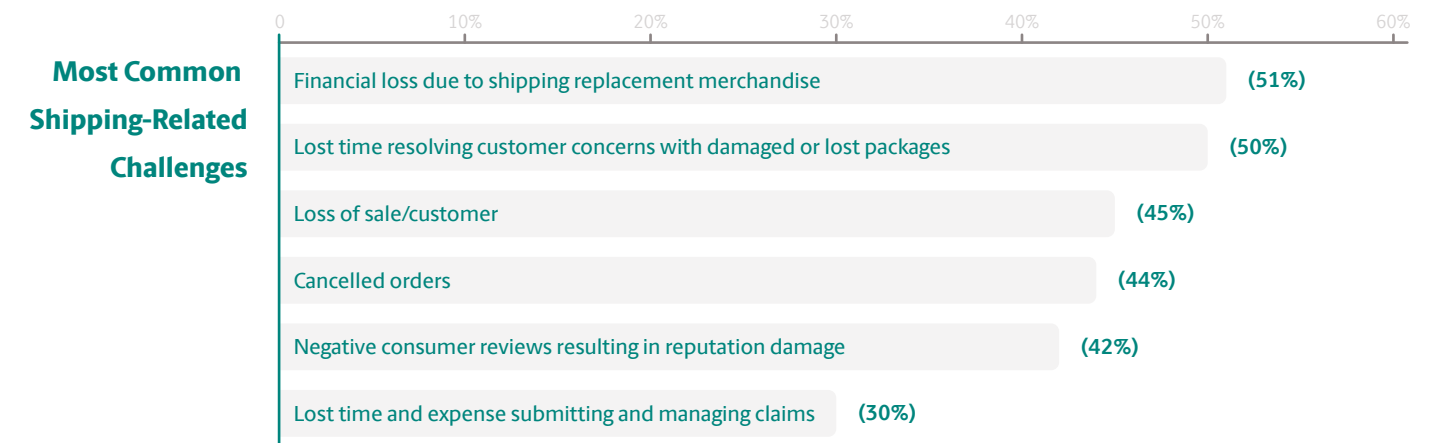 0 10% 20% 30% 40% 50% 60%
Most Common
Shipping-Related
Challenges
Financial loss due to shipping replacement merchandise (51%)
Lost time resolving customer concerns with damaged or lost packages (50%)
Loss of sale/customer (45%)
Cancelled orders (44%)
Negative consumer reviews resulting in reputation damage (42%)
Lost time and expense submitting and managing claims (30%)